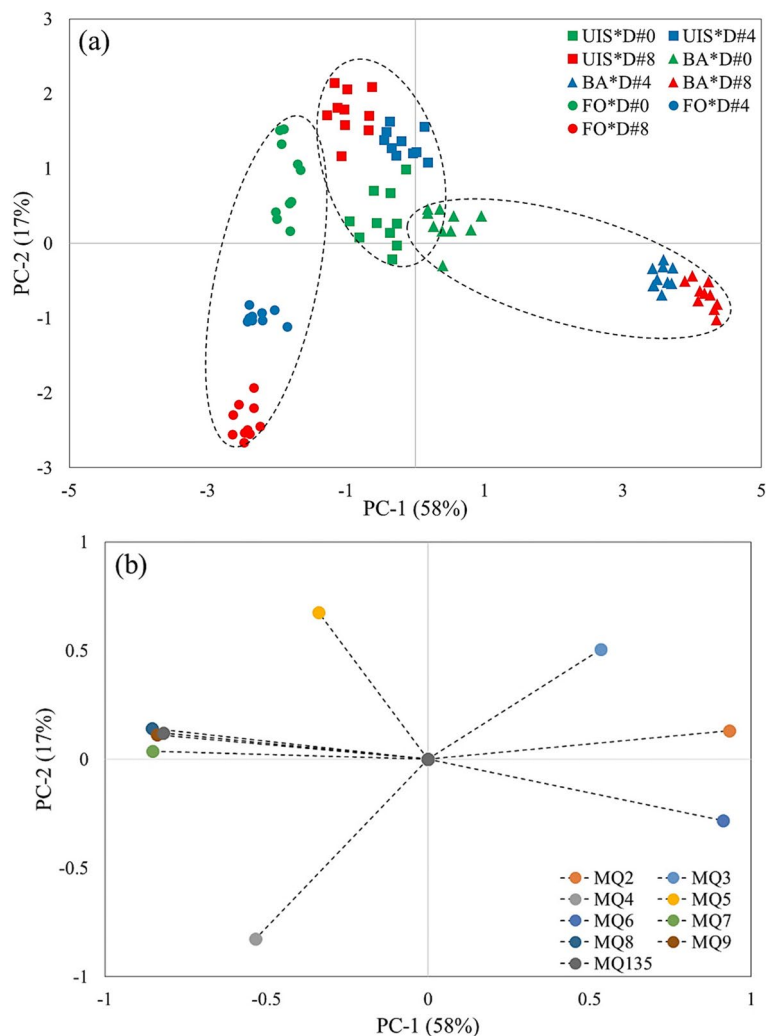 (a)
UIS*D#0 UIS*D#4
UIS*D#8 BA*D#0
BA*D#4 BA*D#8
FO*D#0 FO*D#4
FO*D#8
3
2
1
0
-1
-2
-3
PC-2 (17%)
-5 -3 -1 1 3 5
PC-1 (58%)
(b)
1
0.5
0
-0.5
-1
PC-2 (17%)
MQ2 MQ3
MQ4 MQ5
MQ6 MQ7
MQ8 MQ9
MQ135
-1 -0.5 0 0.5 1
PC-1 (58%)